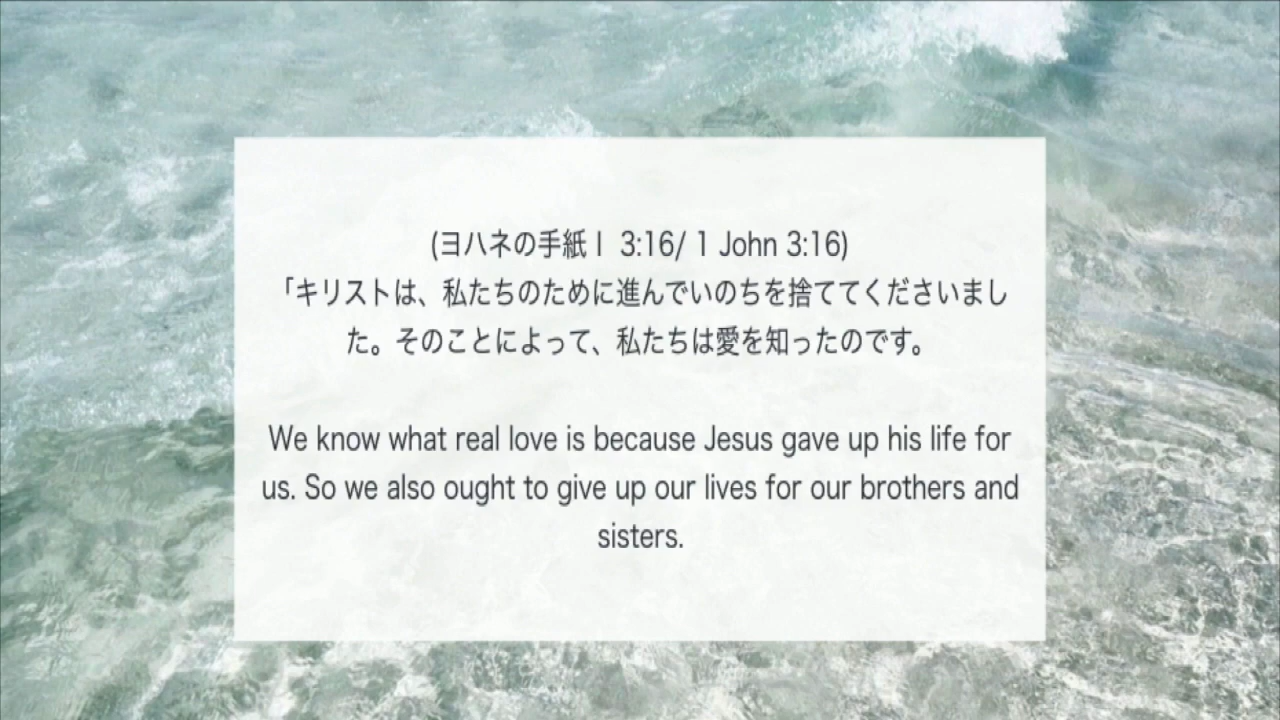 (ヨハネの手紙Ⅰ 3:16/ 1 John 3:16)
「キリストは、私たちのために進んでいのちを捨ててくださいまし
た。そのことによって、私たちは愛を知ったのです。
We know what real love is because Jesus gave up his life for
us. So we also ought to give up our lives for our brothers and
sisters.